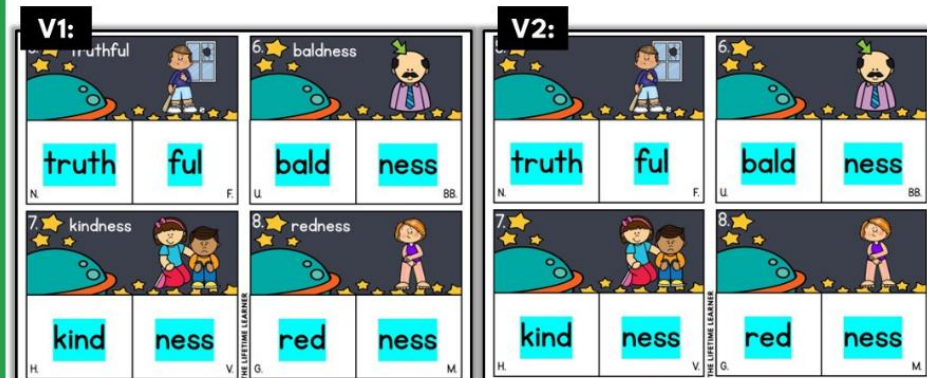 V1:
truthful
6. baldness
truth ful
N. F.
bald ness
U. BB.
7. kindness
8. redness
kind ness
H. V.
red ness
G. M.
THE LIFETIME LEARNER
V2:
6.
truth ful
N. F.
bald ness
U. BB.
7.
8.
kind ness
H. V.
red ness
G. M.
THE LIFETIME LEARNER